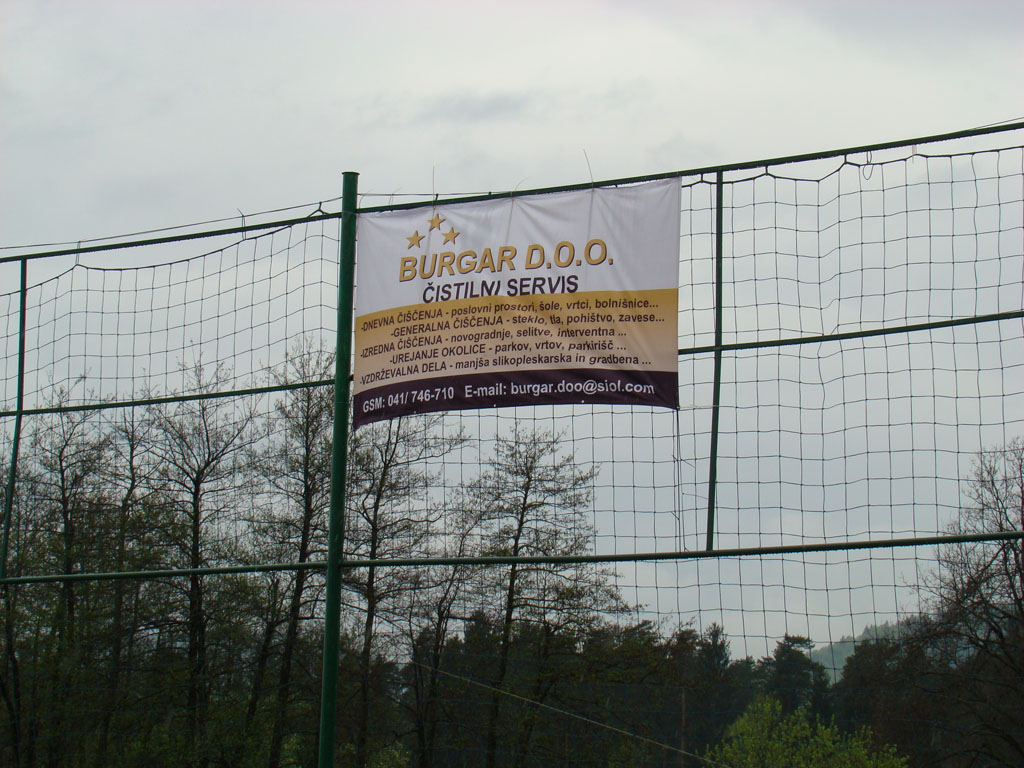 BURGAR D.O.O.
ČISTILNI SERVIS
-DNEVNA ČIŠČENJA - poslovni prostori, šole, vrtci, bolnišnice...
-GENERALNA ČIŠČENJA - steklo, tla, pohištvo, zavese...
-IZREDNA ČIŠČENJA - novogradnje, selitve, interventna ...
-UREJANJE OKOLICE - parkov, vrtov, parkirišč ...
-VZDRŽEVALNA DELA - manjša slikopleskarska in gradbena ...
GSM: 041/ 746-710 E-mail: burgar.doo@siol.com